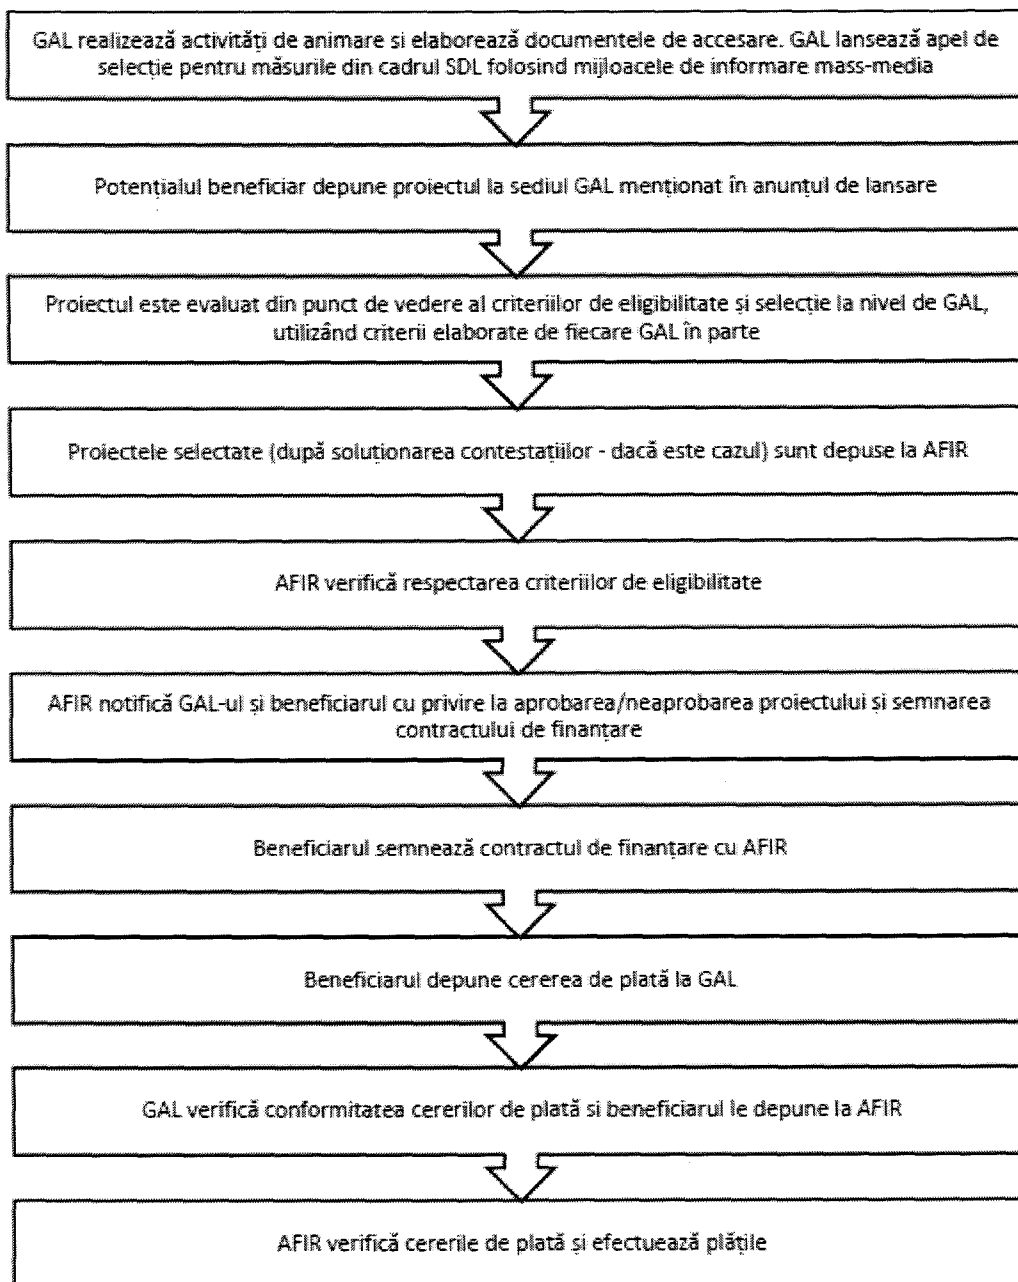 GAL realizează activități de animare si elaborează documentele de accesare. GAL lansează apel de
selecție pentru măsurile din cadrul SDL folosind mijloacele de informare mass-media
Potențialul beneficiar depune proiectul la sediul GAL menționat în anunțul de lansare
Proiectul este evaluat din punct de vedere al criteriilor de eligibilitate și selecție la nivel de GAL,
utilizând criterii elaborate de fiecare GAL în parte
Proiectele selectate (după soluționarea contestațiilor - dacă este cazul) sunt depuse la AFIR
AFIR verifică respectarea criteriilor de eligibilitate
AFIR notifică GAL-ul și beneficiarul cu privire la aprobarea/neaprobarea proiectului și semnarea
contractului de finanțare
Beneficiarul semnează contractul de finanțare cu AFIR
Beneficiarul depune cererea de plată la GAL
GAL verifică conformitatea cererilor de plată si beneficiarul le depune la AFIR
AFIR verifică cererile de plată și efectuează plățile